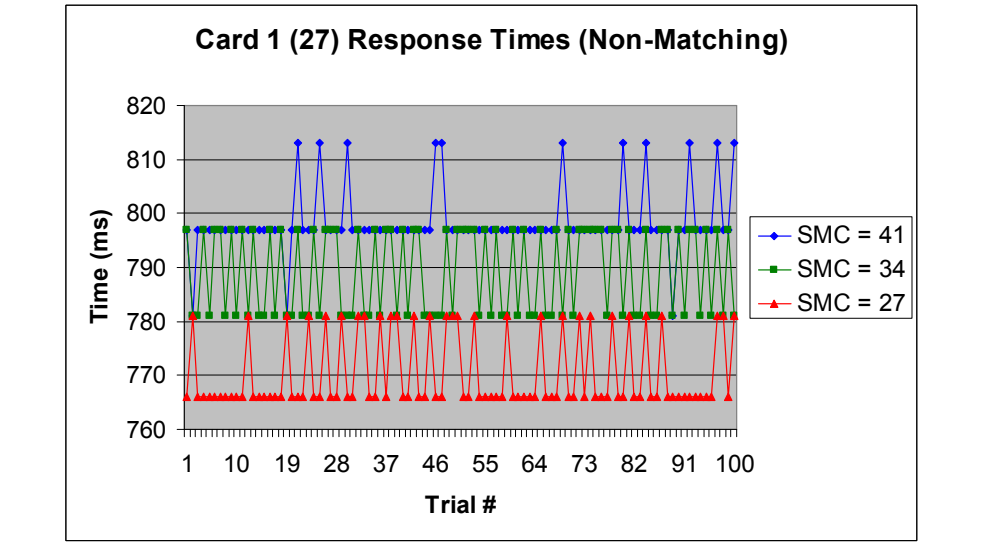 Card 1 (27) Response Times (Non-Matching)
820
810
800
790
780
770
760
Time (ms)
1 10 19 28 37 46 55 64 73 82 91 100
Trial #
SMC = 41
SMC = 34
SMC = 27